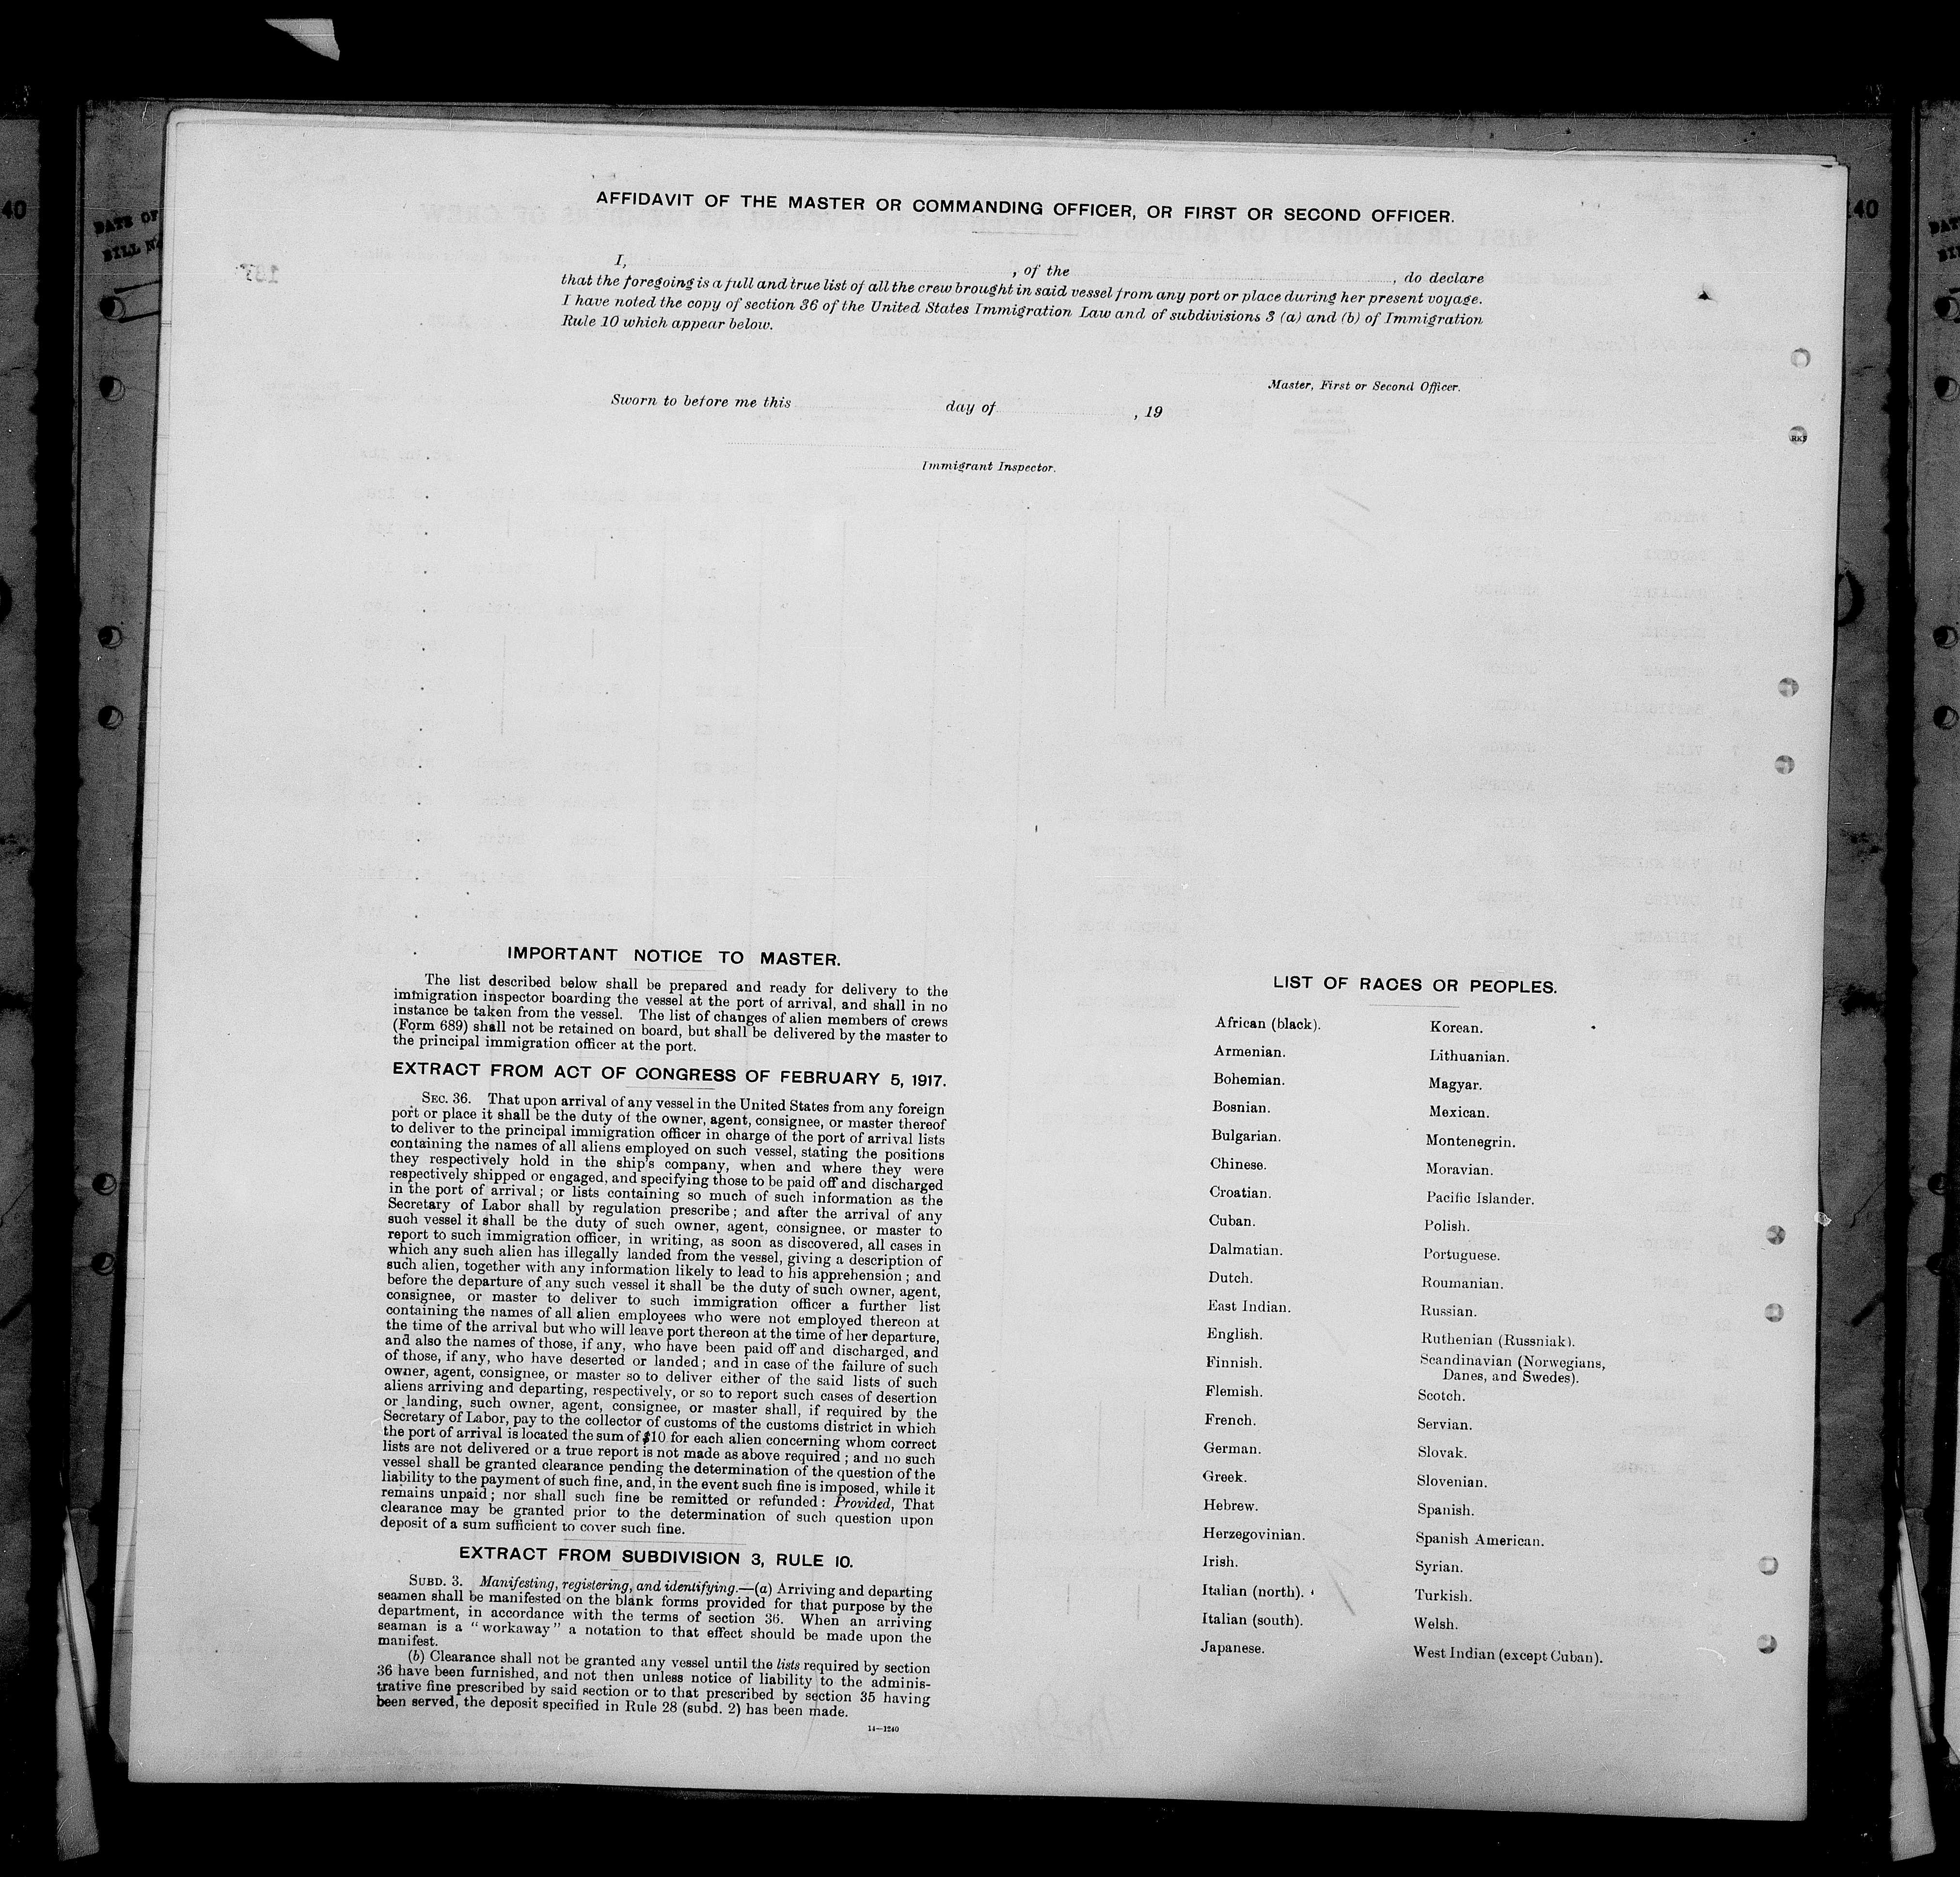 AFFIDAVIT OF THE MASTER OR COMMANDING OFFICER, OR FIRST OR SECOND OFFICER.
I, , of the , do declare
that the foregoing is a full and true list of all the crew brought in said vessel from any port or place during her present voyage.
I have noted the copy of section 36 of the United States Immigration Law and of subdivisions 3 (a) and (b) of Immigration
Rule 10 which appear below.
Master, First or Second Officer.
Sworn to before me this day of , 19
Immigrant Inspector.
IMPORTANT NOTICE TO MASTER.
The list described below shall be prepared and ready for delivery to the
immigration inspector boarding the vessel at the port of arrival, and shall in no
instance be taken from the vessel. The list of changes of alien members of crews
(Form 689) shall not be retained on board, but shall be delivered by the master to
the principal immigration officer at the port.
EXTRACT FROM ACT OF CONGRESS OF FEBRUARY 5, 1917.
SEC. 36. That upon arrival of any vessel in the United States from any foreign
port or place it shall be the duty of the owner, agent, consignee, or master thereof
to deliver to the principal immigration officer in charge of the port of arrival lists
containing the names of all aliens employed on such vessel, stating the positions
they respectively hold in the ship's company, when and where they were
respectively shipped or engaged, and specifying those to be paid off and discharged
in the port of arrival; or lists containing so much of such information as the
Secretary of Labor shall by regulation prescribe; and after the arrival of any
such vessel it shall be the duty of such owner, agent, consignee, or master to
report to such immigration officer, in writing, as soon as discovered, all cases in
which any such alien has illegally landed from the vessel, giving a description of
such alien, together with any information likely to lead to his apprehension; and
before the departure of any such vessel it shall be the duty of such owner, agent,
consignee, or master to deliver to such immigration officer a further list
containing the names of all alien employees who were not employed thereon at
the time of the arrival but who will leave port thereon at the time of her departure,
and also the names of those, if any, who have been paid off and discharged, and
of those, if any, who have deserted or landed; and in case of the failure of such
owner, agent, consignee, or master so to deliver either of the said lists of such
aliens arriving and departing, respectively, or so to report such cases of desertion
or landing, such owner, agent, consignee, or master shall, if required by the
Secretary of Labor, pay to the collector of customs of the customs district in which
the port of arrival is located the sum of $10 for each alien concerning whom correct
lists are not delivered or a true report is not made as above required; and no such
vessel shall be granted clearance pending the determination of the question of the
liability to the payment of such fine, and, in the event such fine is imposed, while it
remains unpaid; nor shall such fine be remitted or refunded: Provided, That
clearance may be granted prior to the determination of such question upon
deposit of a sum sufficient to cover such fine.
EXTRACT FROM SUBDIVISION 3, RULE 10.
SUBD. 3. Manifesting, registering, and identifying.—(a) Arriving and departing
seamen shall be manifested on the blank forms provided for that purpose by the
department, in accordance with the terms of section 36. When an arriving
seaman is a "workaway" a notation to that effect should be made upon the
manifest.
(b) Clearance shall not be granted any vessel until the lists required by section
36 have been furnished, and not then unless notice of liability to the adminis-
trative fine prescribed by said section or to that prescribed by section 35 having
been served, the deposit specified in Rule 28 (subd. 2) has been made.
14—1240
LIST OF RACES OR PEOPLES.
African (black).
Armenian.
Bohemian.
Bosnian.
Bulgarian.
Chinese.
Croatian.
Cuban.
Dalmatian.
Dutch.
East Indian.
English.
Finnish.
Flemish.
French.
German.
Greek.
Hebrew.
Herzegovinian.
Irish.
Italian (north).
Italian (south).
Japanese.
Korean.
Lithuanian.
Magyar.
Mexican.
Montenegrin.
Moravian.
Pacific Islander.
Polish.
Portuguese.
Roumanian.
Russian.
Ruthenian (Russniak).
Scandinavian (Norwegians,
Danes, and Swedes).
Scotch.
Servian.
Slovak.
Slovenian.
Spanish.
Spanish American.
Syrian.
Turkish.
Welsh.
West Indian (except Cuban).
40
DATE OF
BILL
40
RKS